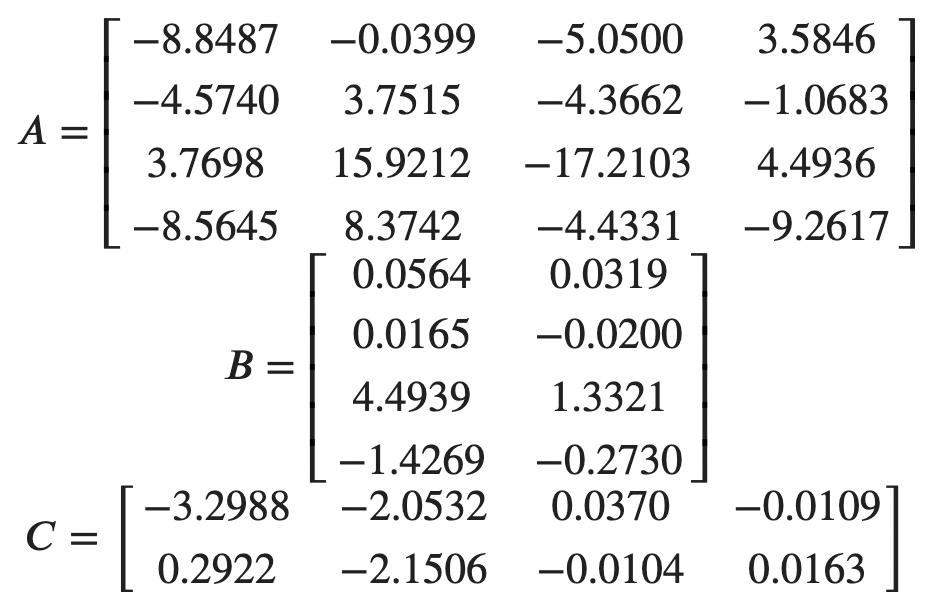 −8.8487 −0.0399 −5.0500 3.5846
−4.5740 3.7515 −4.3662 −1.0683
A =
3.7698 15.9212 −17.2103 4.4936
−8.5645 8.3742 −4.4331 −9.2617
0.0564 0.0319
0.0165 −0.0200
B =
4.4939 1.3321
−1.4269 −0.2730
−3.2988 −2.0532 0.0370 −0.0109
C =
0.2922 −2.1506 −0.0104 0.0163